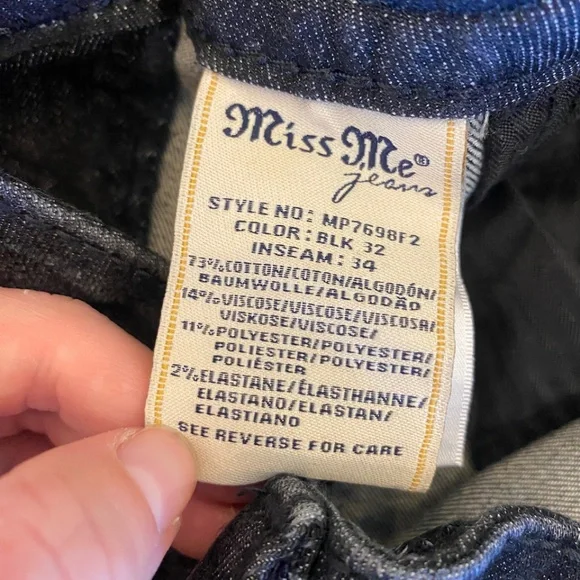 Miss Me®
jeans
STYLE NO: MP7698F2
COLOR: BLK 32
INSEAM: 34
73%COTTON/COTON/ALGODÓN/
BAUMWOLLE/ALGODÃO
14%VISCOSE/VISCOSE/VISCOSA/
VISKOSE/VISCOSE/
11%POLYESTER/POLYESTER/
POLIESTER/POLYESTER/
POLIÉSTER
2%ELASTANE/ÉLASTHANNE/
ELASTANO/ELASTAN/
ELASTIANO
SEE REVERSE FOR CARE